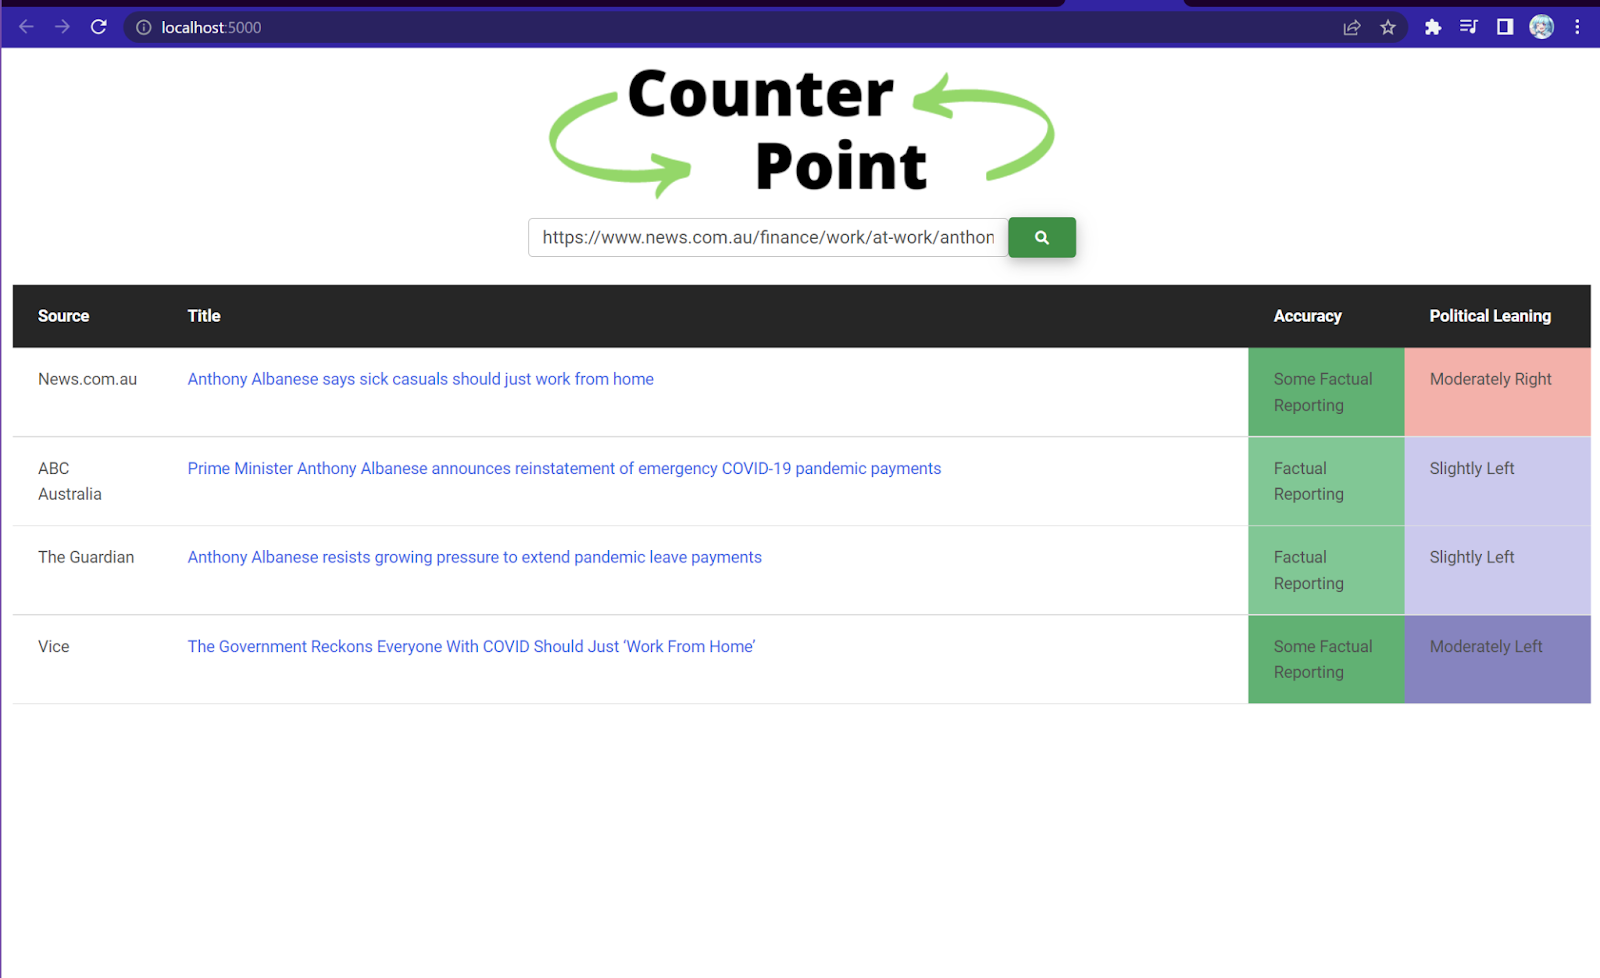 localhost:5000
Counter
Point
https://www.news.com.au/finance/work/at-work/anthon
Source Title Accuracy Political Leaning
News.com.au Anthony Albanese says sick casuals should just work from home Some Factual Moderately Right
Reporting
ABC Prime Minister Anthony Albanese announces reinstatement of emergency COVID-19 pandemic payments Factual Slightly Left
Australia Reporting
The Guardian Anthony Albanese resists growing pressure to extend pandemic leave payments Factual Slightly Left
Reporting
Vice The Government Reckons Everyone With COVID Should Just ‘Work From Home’ Some Factual Moderately Left
Reporting